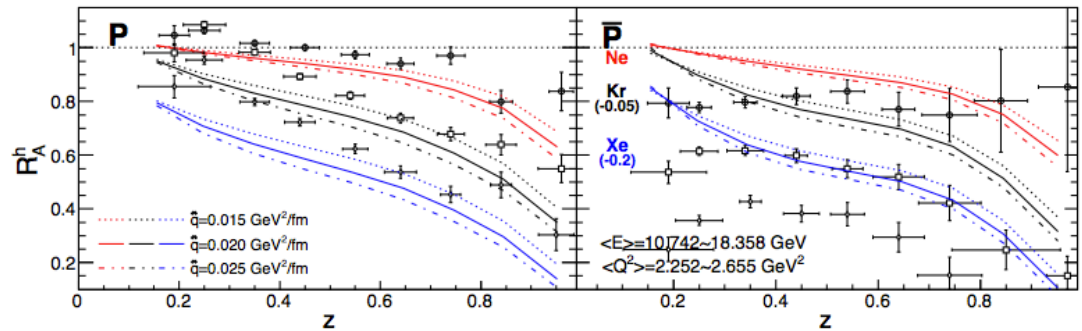 P
P̅
1
0.8
0.6
0.4
0.2
R_A^h
Ne
Kr
(-0.05)
Xe
(-0.2)
q̂=0.015 GeV²/fm
q̂=0.020 GeV²/fm
q̂=0.025 GeV²/fm
<E>=10.742~18.358 GeV
<Q²>=2.252~2.655 GeV²
0 0.2 0.4 0.6 0.8 0.2 0.4 0.6 0.8
z z